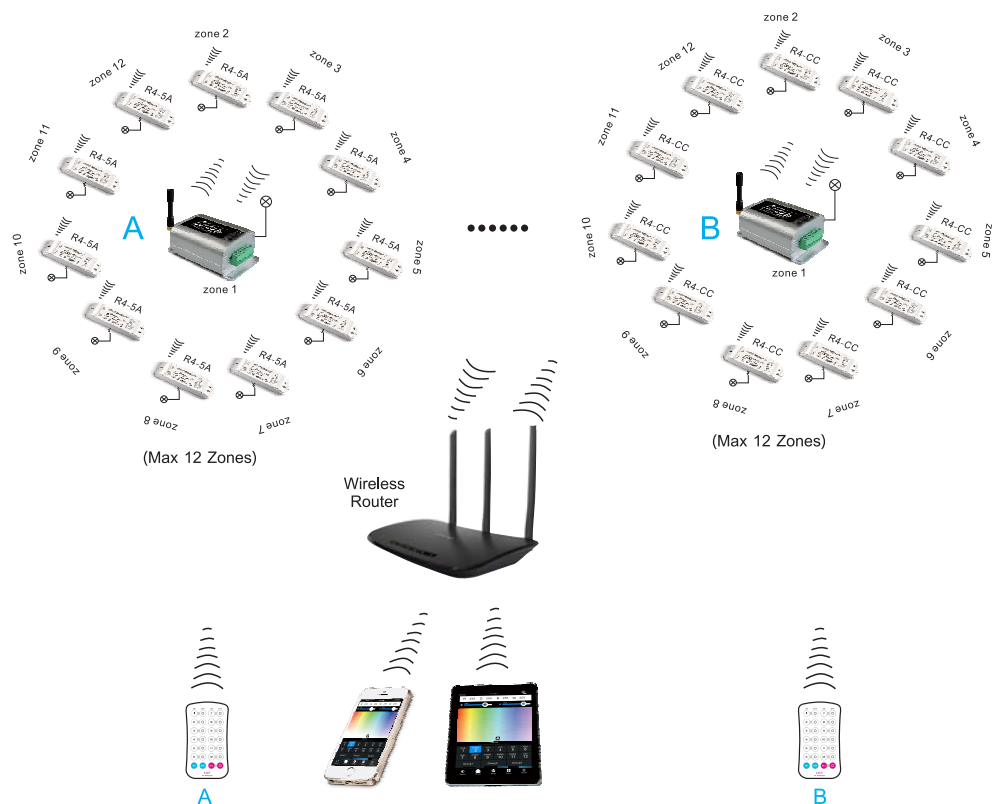 zone 2
zone 12
R4-5A
zone 3
R4-5A
R4-5A
zone 11
R4-5A
zone 4
R4-5A
A
zone 10
R4-5A
R4-5A
zone 5
zone 1
R4-5A
R4-5A
zone 9
zone 6
R4-5A
R4-5A
zone 8
zone 7
(Max 12 Zones)
zone 2
zone 12
R4-CC
zone 3
R4-CC
R4-CC
zone 11
R4-CC
zone 4
R4-CC
B
zone 10
R4-CC
R4-CC
zone 5
zone 1
R4-CC
R4-CC
zone 9
zone 6
R4-CC
R4-CC
zone 8
zone 7
(Max 12 Zones)
......
Wireless
Router
A
B